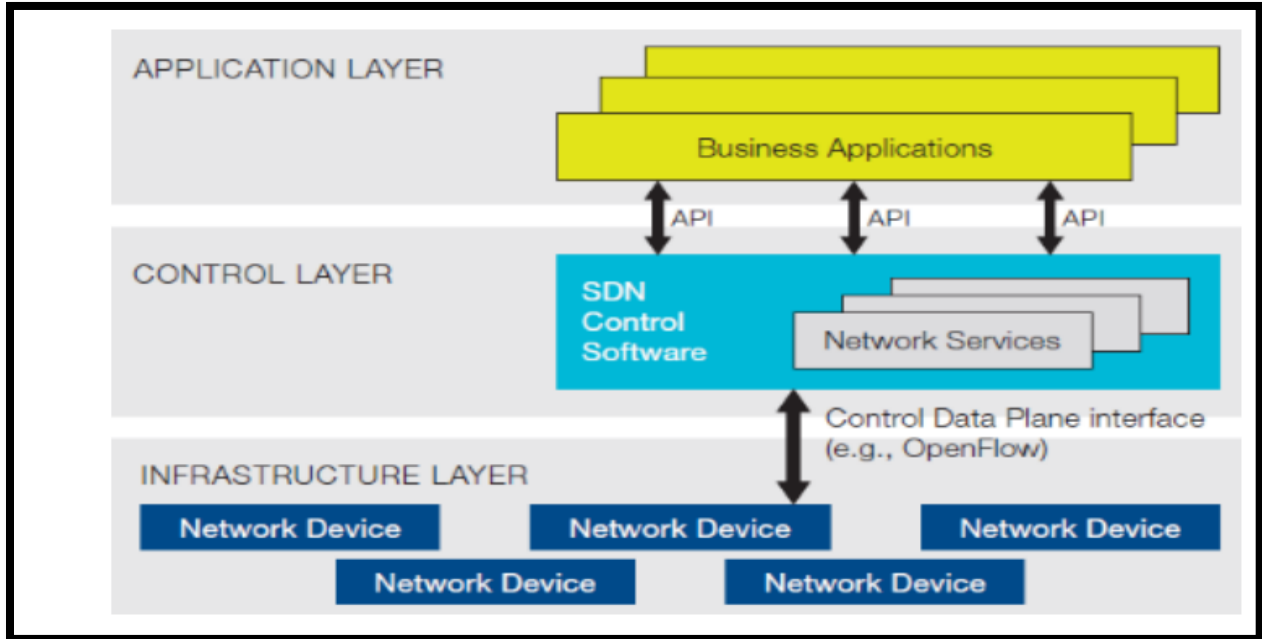 APPLICATION LAYER
Business Applications
API
API
API
CONTROL LAYER
SDN
Control
Software
Network Services
Control Data Plane interface
(e.g., OpenFlow)
INFRASTRUCTURE LAYER
Network Device
Network Device
Network Device
Network Device
Network Device